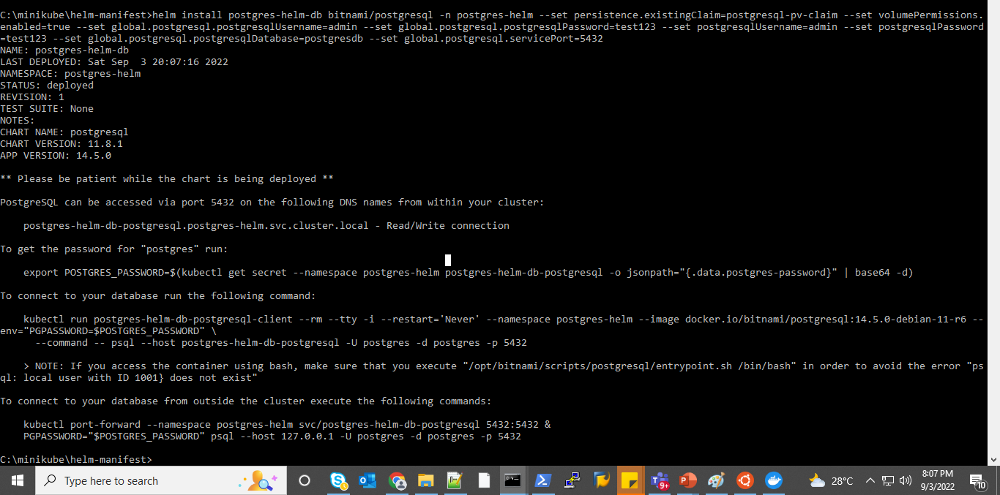 C:\minikube\helm-manifest>helm install postgres-helm-db bitnami/postgresql -n postgres-helm --set persistence.existingClaim=postgresql-pv-claim --set volumePermissions.
enabled=true --set global.postgresql.postgresqlUsername=admin --set global.postgresql.postgresqlPassword=test123 --set postgresqlUsername=admin --set postgresqlPassword
=test123 --set global.postgresql.postgresqlDatabase=postgresdb --set global.postgresql.servicePort=5432
NAME: postgres-helm-db
LAST DEPLOYED: Sat Sep  3 20:07:16 2022
NAMESPACE: postgres-helm
STATUS: deployed
REVISION: 1
TEST SUITE: None
NOTES:
CHART NAME: postgresql
CHART VERSION: 11.8.1
APP VERSION: 14.5.0
** Please be patient while the chart is being deployed **
PostgreSQL can be accessed via port 5432 on the following DNS names from within your cluster:
postgres-helm-db-postgresql.postgres-helm.svc.cluster.local - Read/Write connection
To get the password for "postgres" run:
export POSTGRES_PASSWORD=$(kubectl get secret --namespace postgres-helm postgres-helm-db-postgresql -o jsonpath="{.data.postgres-password}" | base64 -d)
To connect to your database run the following command:
kubectl run postgres-helm-db-postgresql-client --rm --tty -i --restart='Never' --namespace postgres-helm --image docker.io/bitnami/postgresql:14.5.0-debian-11-r6 --
env="PGPASSWORD=$POSTGRES_PASSWORD" \
--command -- psql --host postgres-helm-db-postgresql -U postgres -d postgres -p 5432
> NOTE: If you access the container using bash, make sure that you execute "/opt/bitnami/scripts/postgresql/entrypoint.sh /bin/bash" in order to avoid the error "ps
ql: local user with ID 1001} does not exist"
To connect to your database from outside the cluster execute the following commands:
kubectl port-forward --namespace postgres-helm svc/postgres-helm-db-postgresql 5432:5432 &
PGPASSWORD="$POSTGRES_PASSWORD" psql --host 127.0.0.1 -U postgres -d postgres -p 5432
C:\minikube\helm-manifest>
Type here to search
9+
28°C
8:07 PM
9/3/2022
10